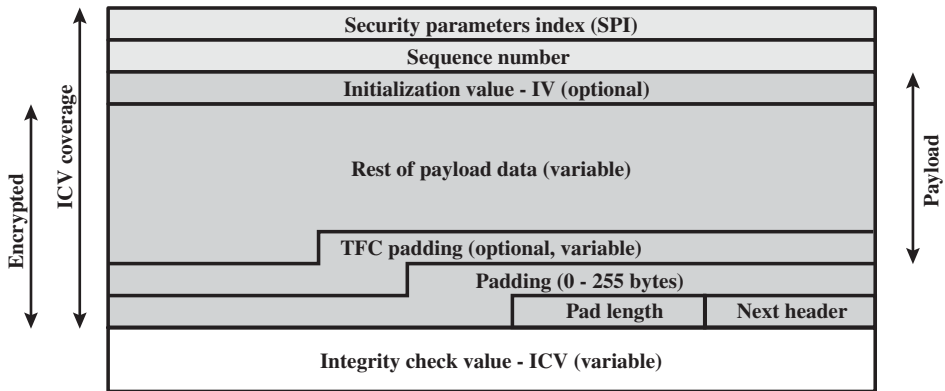 Security parameters index (SPI)
Sequence number
Initialization value - IV (optional)
Rest of payload data (variable)
TFC padding (optional, variable)
Padding (0 - 255 bytes)
Pad length
Next header
Integrity check value - ICV (variable)
Encrypted
ICV coverage
Payload